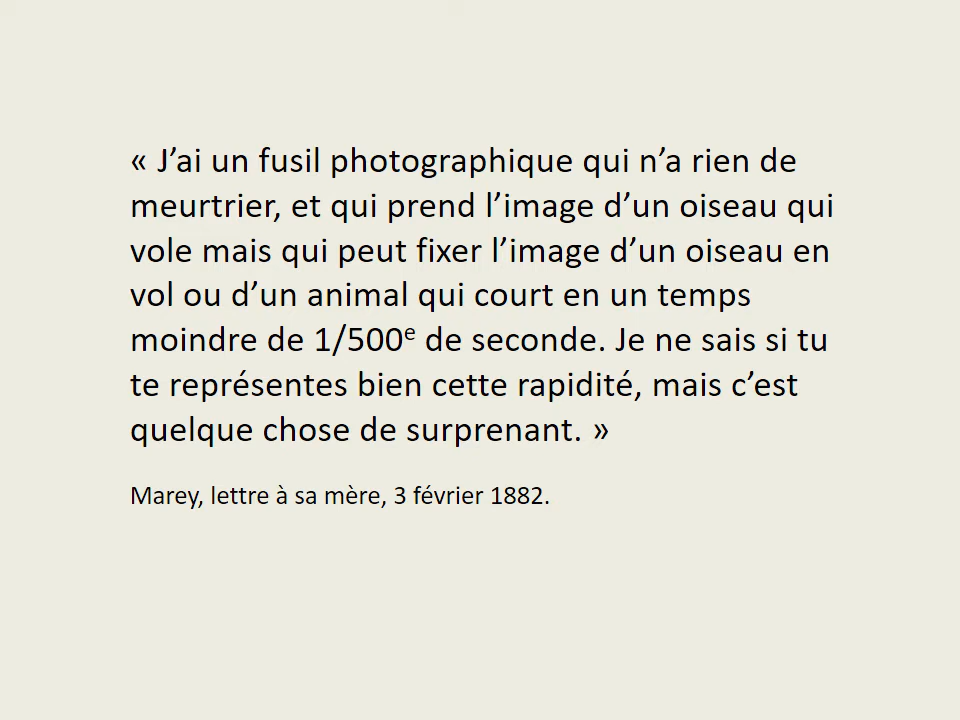 « J’ai un fusil photographique qui n’a rien de
meurtrier, et qui prend l’image d’un oiseau qui
vole mais qui peut fixer l’image d’un oiseau en
vol ou d’un animal qui court en un temps
moindre de 1/500ᵉ de seconde. Je ne sais si tu
te représentes bien cette rapidité, mais c’est
quelque chose de surprenant. »
Marey, lettre à sa mère, 3 février 1882.